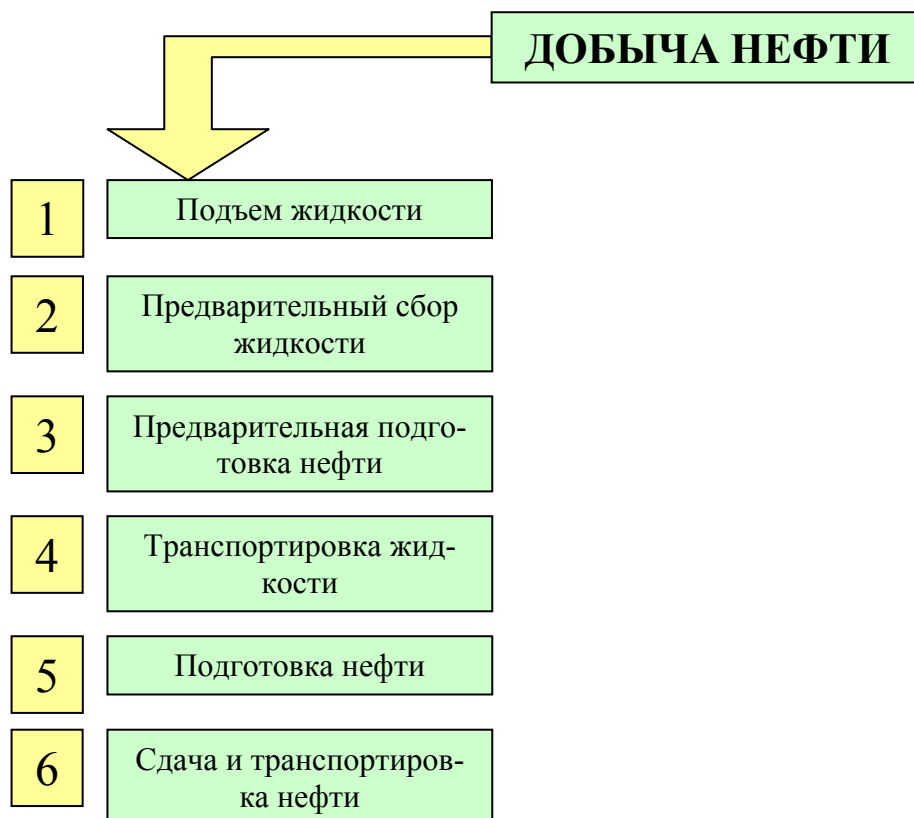 ДОБЫЧА НЕФТИ
1
Подъем жидкости
2
Предварительный сбор
жидкости
3
Предварительная подго-
товка нефти
4
Транспортировка жид-
кости
5
Подготовка нефти
6
Сдача и транспортиров-
ка нефти